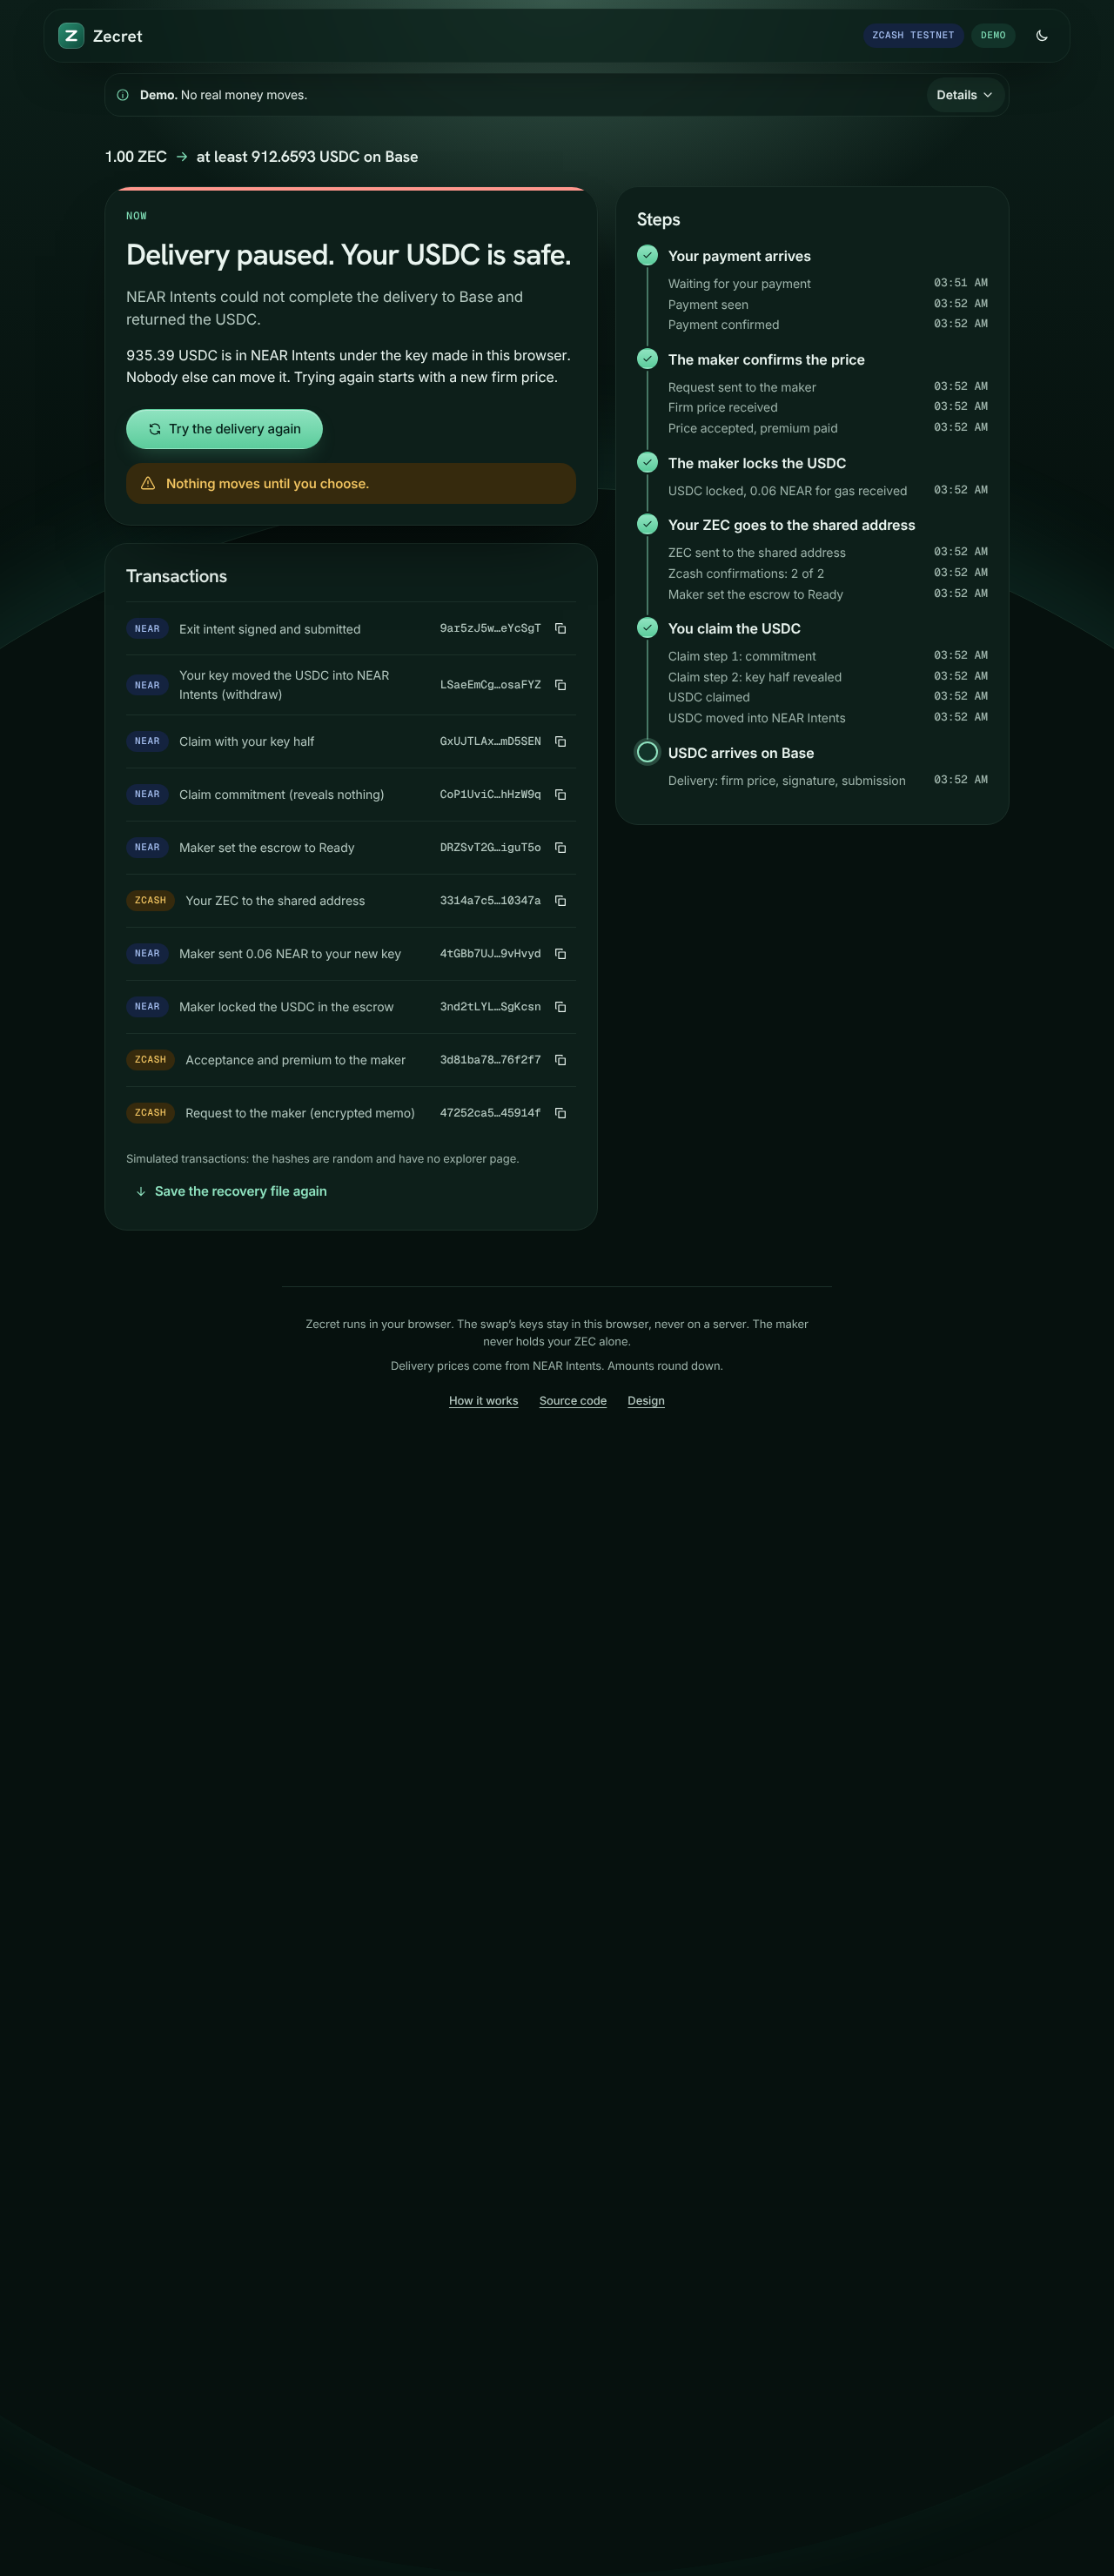 Zecret
ZCASH TESTNET
DEMO
Demo. No real money moves.
Details
1.00 ZEC → at least 912.6593 USDC on Base
NOW
Delivery paused. Your USDC is safe.
NEAR Intents could not complete the delivery to Base and
returned the USDC.
935.39 USDC is in NEAR Intents under the key made in this browser.
Nobody else can move it. Trying again starts with a new firm price.
Try the delivery again
Nothing moves until you choose.
Transactions
NEAR Exit intent signed and submitted 9ar5zJ5w…eYcSgT
NEAR Your key moved the USDC into NEAR
Intents (withdraw) LSaeEmCg…osaFYZ
NEAR Claim with your key half GxUJTLAx…mD5SEN
NEAR Claim commitment (reveals nothing) CoP1UviC…hHzW9q
NEAR Maker set the escrow to Ready DRZSvT2G…iguT5o
ZCASH Your ZEC to the shared address 3314a7c5…10347a
NEAR Maker sent 0.06 NEAR to your new key 4tGBb7UJ…9vHvyd
NEAR Maker locked the USDC in the escrow 3nd2tLYL…SgKcsn
ZCASH Acceptance and premium to the maker 3d81ba78…76f2f7
ZCASH Request to the maker (encrypted memo) 47252ca5…45914f
Simulated transactions: the hashes are random and have no explorer page.
Save the recovery file again
Steps
Your payment arrives
Waiting for your payment 03:51 AM
Payment seen 03:52 AM
Payment confirmed 03:52 AM
The maker confirms the price
Request sent to the maker 03:52 AM
Firm price received 03:52 AM
Price accepted, premium paid 03:52 AM
The maker locks the USDC
USDC locked, 0.06 NEAR for gas received 03:52 AM
Your ZEC goes to the shared address
ZEC sent to the shared address 03:52 AM
Zcash confirmations: 2 of 2 03:52 AM
Maker set the escrow to Ready 03:52 AM
You claim the USDC
Claim step 1: commitment 03:52 AM
Claim step 2: key half revealed 03:52 AM
USDC claimed 03:52 AM
USDC moved into NEAR Intents 03:52 AM
USDC arrives on Base
Delivery: firm price, signature, submission 03:52 AM
Zecret runs in your browser. The swap's keys stay in this browser, never on a server. The maker
never holds your ZEC alone.
Delivery prices come from NEAR Intents. Amounts round down.
How it works
Source code
Design